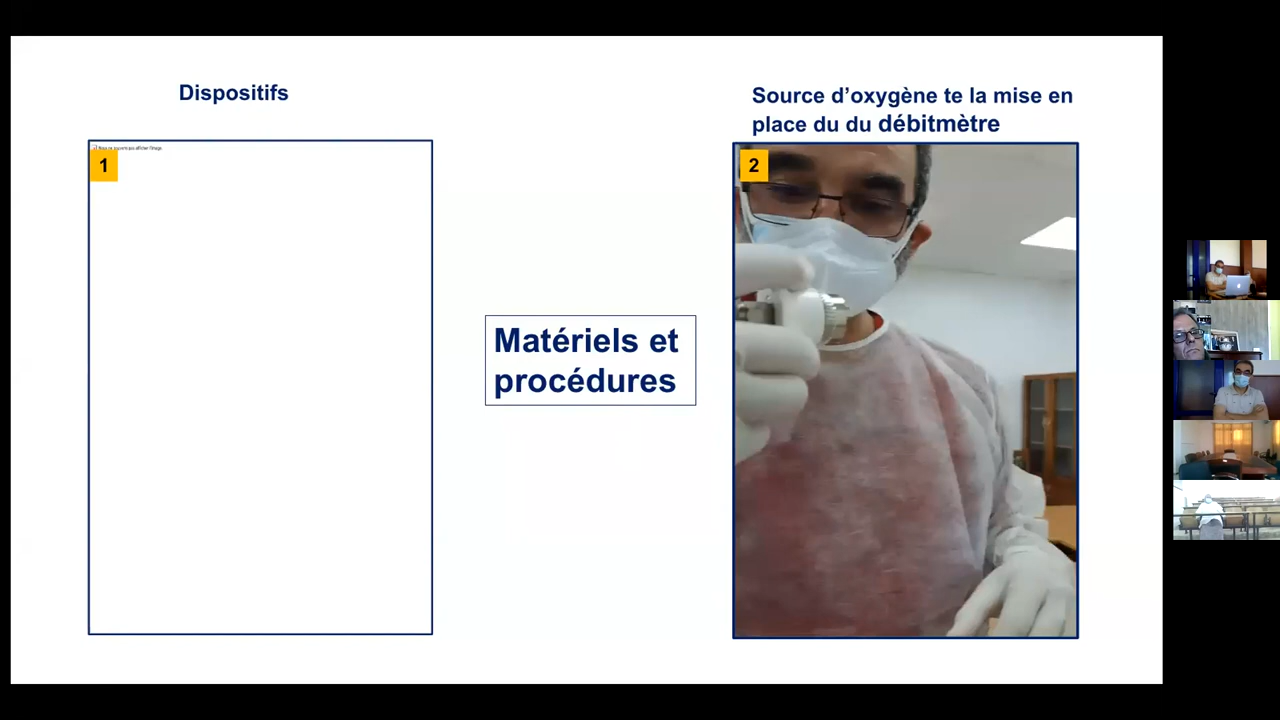 Dispositifs
Source d’oxygène te la mise en
place du du débitmètre
1
2
Matériels et
procédures